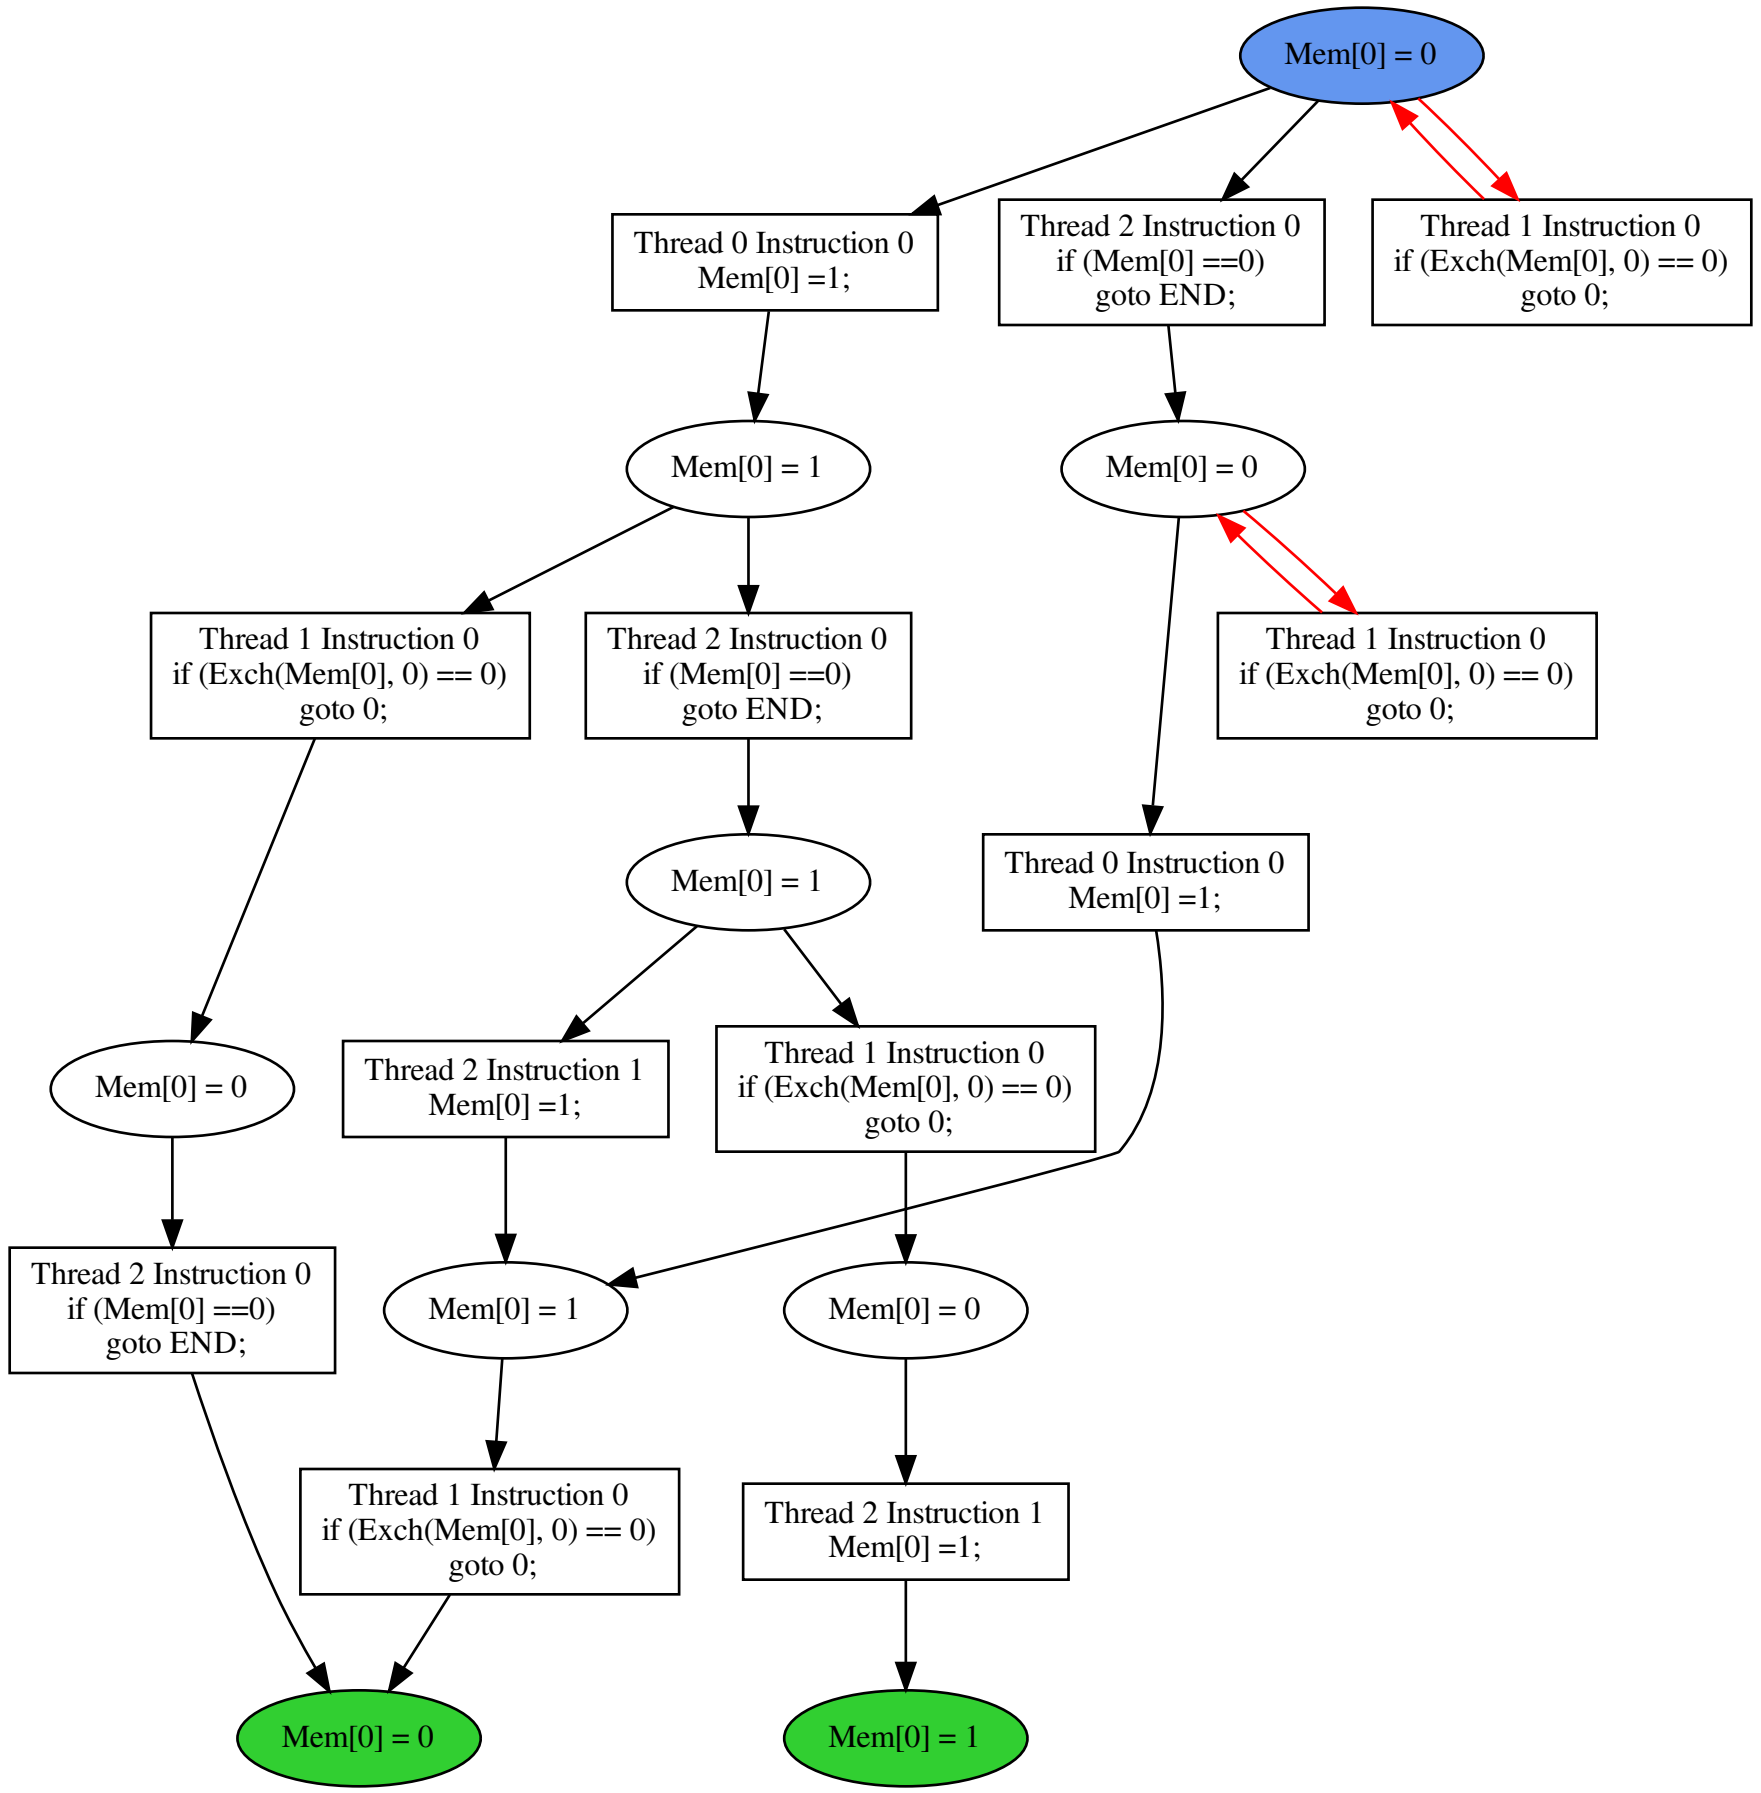 Mem[0] = 0
Thread 0 Instruction 0
Mem[0] =1;
Thread 2 Instruction 0
if (Mem[0] ==0)
goto END;
Thread 1 Instruction 0
if (Exch(Mem[0], 0) == 0)
goto 0;
Mem[0] = 1
Mem[0] = 0
Thread 1 Instruction 0
if (Exch(Mem[0], 0) == 0)
goto 0;
Thread 2 Instruction 0
if (Mem[0] ==0)
goto END;
Thread 1 Instruction 0
if (Exch(Mem[0], 0) == 0)
goto 0;
Mem[0] = 1
Thread 0 Instruction 0
Mem[0] =1;
Mem[0] = 0
Thread 2 Instruction 1
Mem[0] =1;
Thread 1 Instruction 0
if (Exch(Mem[0], 0) == 0)
goto 0;
Thread 2 Instruction 0
if (Mem[0] ==0)
goto END;
Mem[0] = 1
Mem[0] = 0
Thread 1 Instruction 0
if (Exch(Mem[0], 0) == 0)
goto 0;
Thread 2 Instruction 1
Mem[0] =1;
Mem[0] = 0
Mem[0] = 1